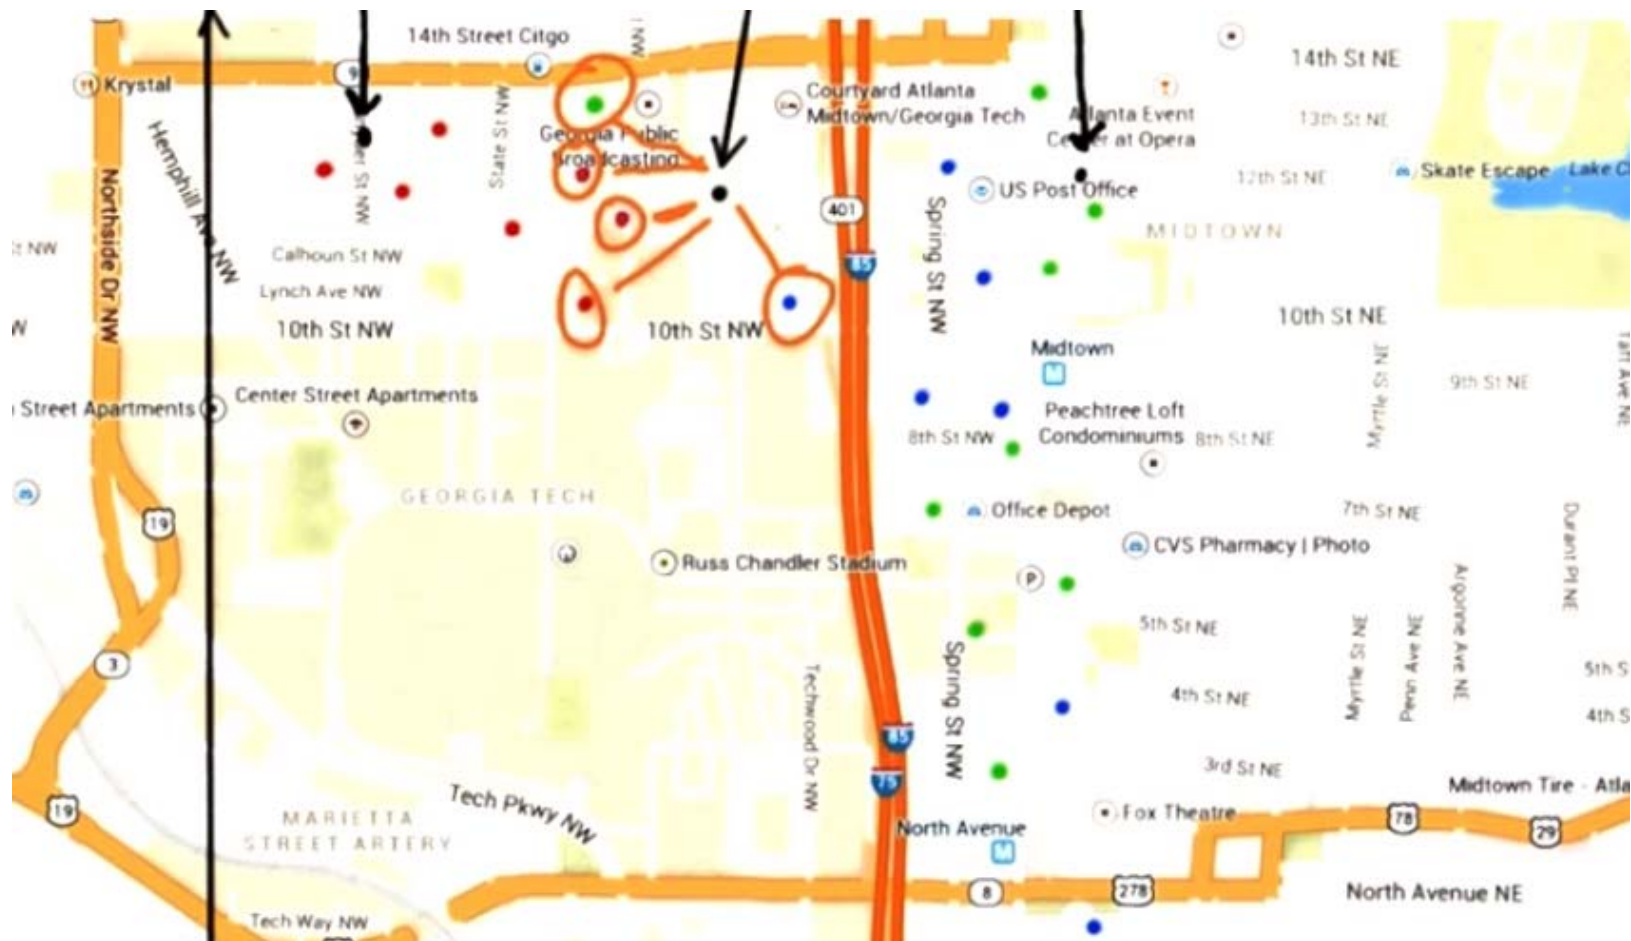 14th Street Citgo
9
Krystal
State St NW
Courtyard Atlanta
Midtown/Georgia Tech
Atlanta Event
Center at Opera
14th St NE
13th St NE
12th St NE
Skate Escape
Hemphill Ave NW
Northside Dr NW
401
US Post Office
MIDTOWN
Spring St NW
Calhoun St NW
Lynch Ave NW
85
10th St NW
10th St NW
10th St NE
Midtown
M
Myrtle St NE
9th St NE
Taft Ave NE
Street Apartments
Center Street Apartments
Peachtree Loft
Condominiums
8th St NW
8th St NE
GEORGIA TECH
19
Office Depot
7th St NE
Durant Pl NE
CVS Pharmacy | Photo
Russ Chandler Stadium
P
Argonne Ave NE
5th St NE
Myrtle St NE
Penn Ave NE
3
Techwood Dr NW
Spring St NW
5th S
4th St NE
4th S
85
75
3rd St NE
Midtown Tire - Atla
Tech Pkwy NW
19
MARIETTA
STREET ARTERY
North Avenue
M
Fox Theatre
78
29
8
278
North Avenue NE
Tech Way NW